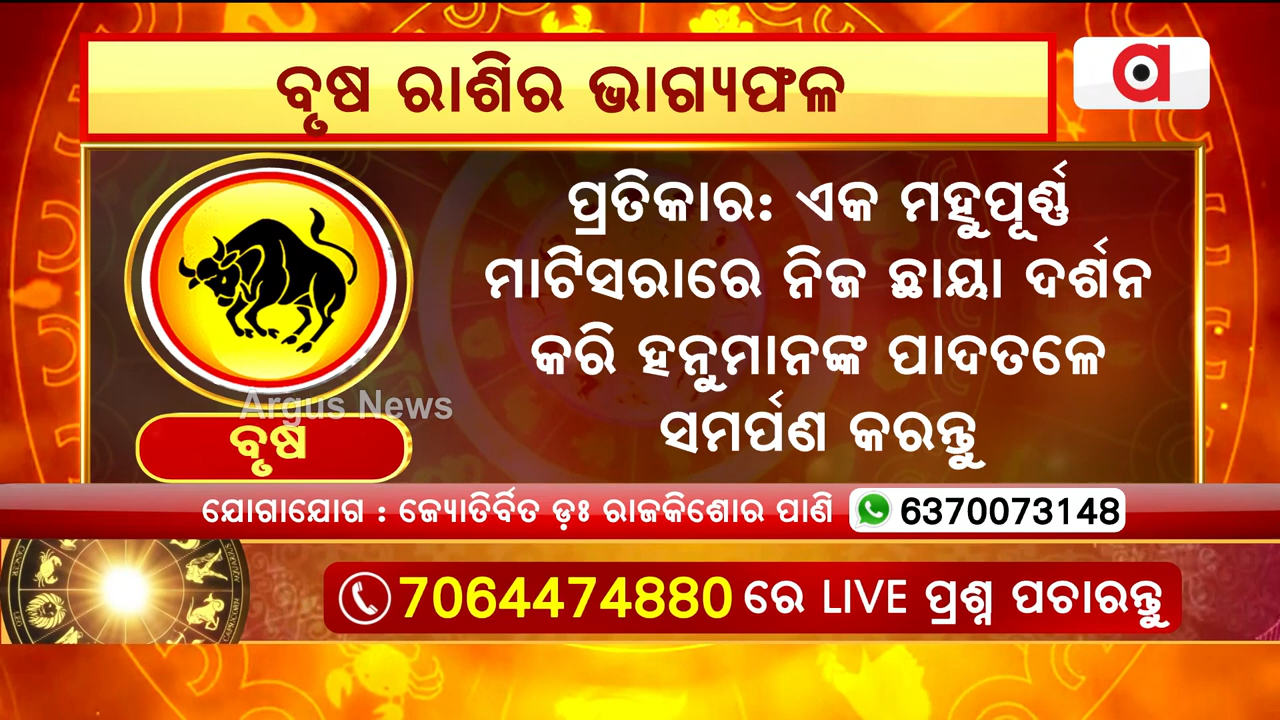 ବୃଷ ରାଶିର ଭାଗ୍ୟଫଳ
a
ପ୍ରତିକାର: ଏକ ମହୁପୂର୍ଣ୍ଣ
ମାଟିସରାରେ ନିଜ ଛାୟା ଦର୍ଶନ
କରି ହନୁମାନଙ୍କ ପାଦତଳେ
ସମର୍ପଣ କରନ୍ତୁ
Argus News
ବୃଷ
ଯୋଗାଯୋଗ : ଜ୍ୟୋତିର୍ବିତ ଡ଼ଃ ରାଜକିଶୋର ପାଣି 6370073148
7064474880 ରେ LIVE ପ୍ରଶ୍ନ ପଚାରନ୍ତୁ